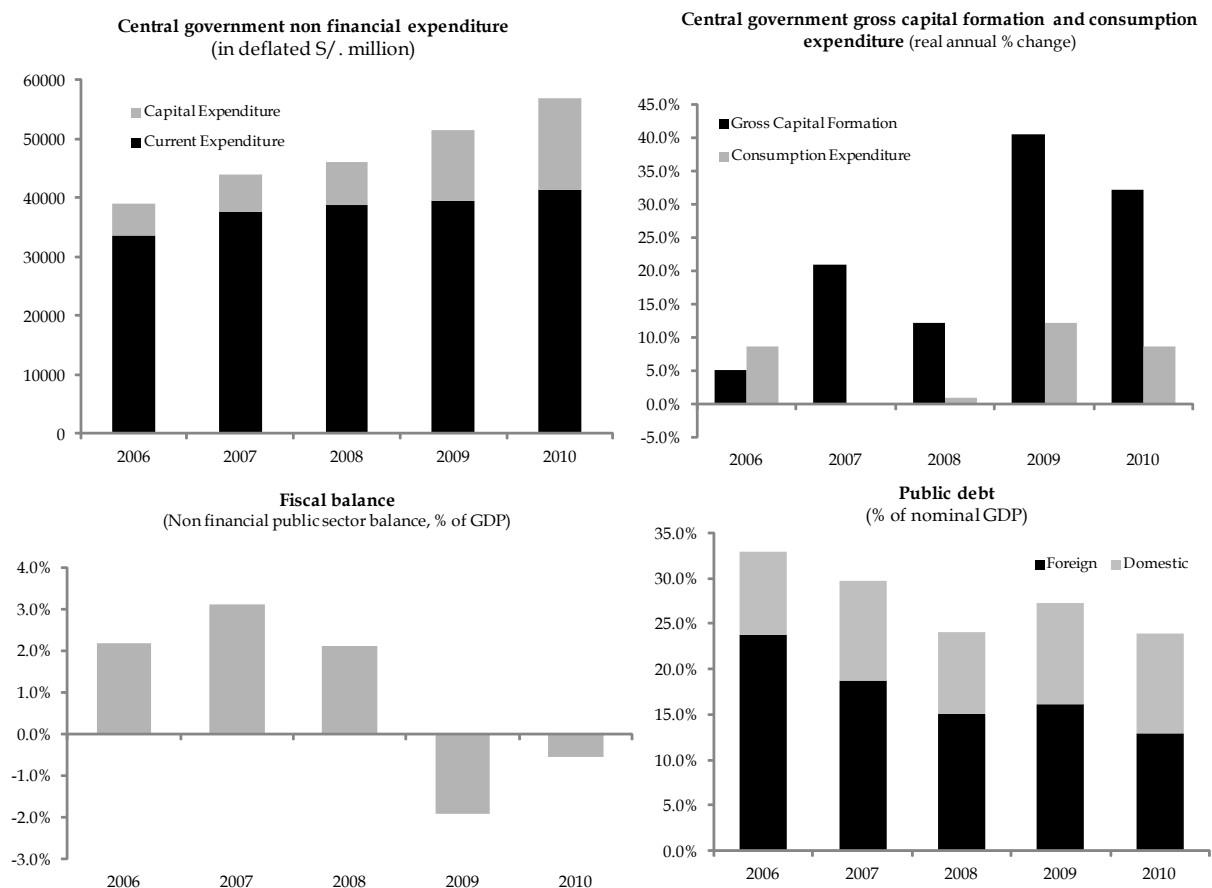 Central government non financial expenditure
(in deflated S/. million)
60000
50000
40000
30000
20000
10000
0
Capital Expenditure
Current Expenditure
2006 2007 2008 2009 2010
Central government gross capital formation and consumption
expenditure (real annual % change)
45.0%
40.0%
35.0%
30.0%
25.0%
20.0%
15.0%
10.0%
5.0%
0.0%
-5.0%
Gross Capital Formation
Consumption Expenditure
2006 2007 2008 2009 2010
Fiscal balance
(Non financial public sector balance, % of GDP)
4.0%
3.0%
2.0%
1.0%
0.0%
-1.0%
-2.0%
-3.0%
2006 2007 2008 2009 2010
Public debt
(% of nominal GDP)
35.0%
30.0%
25.0%
20.0%
15.0%
10.0%
5.0%
0.0%
Foreign Domestic
2006 2007 2008 2009 2010